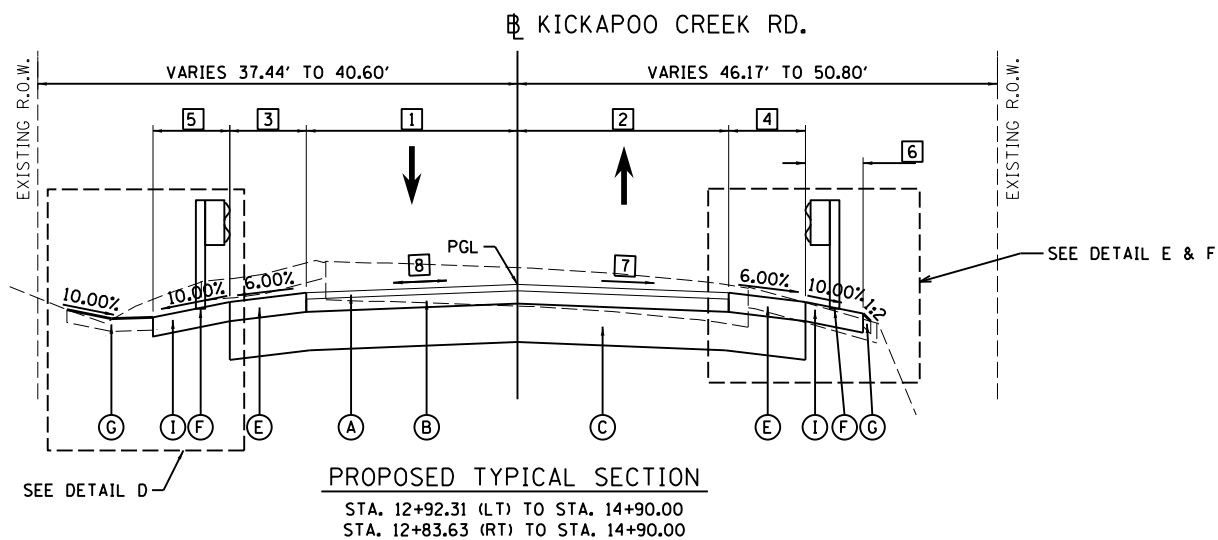 ℄ KICKAPOO CREEK RD.
VARIES 37.44' TO 40.60'
VARIES 46.17' TO 50.80'
EXISTING R.O.W.
EXISTING R.O.W.
5
3
1
2
4
6
PGL
SEE DETAIL E & F
8
7
10.00%
10.00%
6.00%
6.00%
10.00%
1:2
G
I
F
E
A
B
C
E
I
F
G
SEE DETAIL D
PROPOSED TYPICAL SECTION
STA. 12+92.31 (LT) TO STA. 14+90.00
STA. 12+83.63 (RT) TO STA. 14+90.00